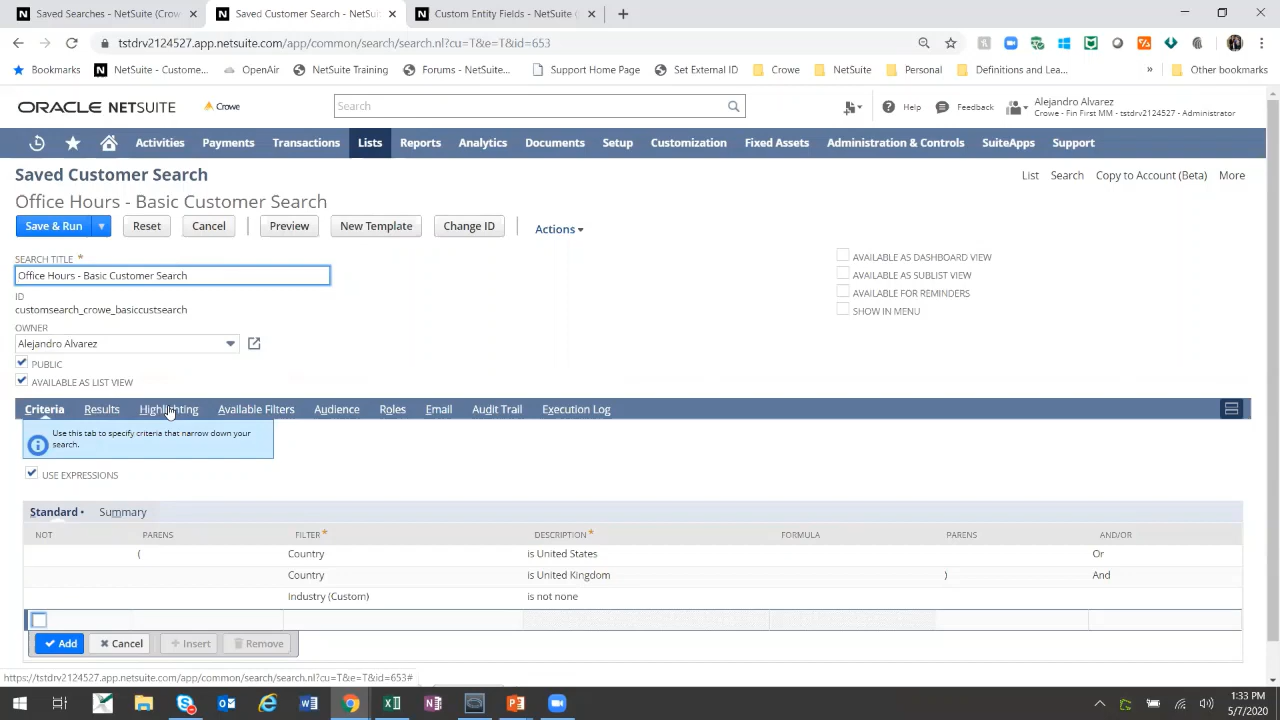 Saved Searches - NetSuite (Crow
Saved Customer Search - NetSui
Custom Entity Fields - NetSuite
tstdrv2124527.app.netsuite.com/app/common/search/search.nl?cu=T&e=T&id=653
Bookmarks
NetSuite - Custome...
OpenAir
NetSuite Training
Forums - NetSuite...
Support Home Page
Set External ID
Crowe
NetSuite
Personal
Definitions and Lea...
»
Other bookmarks
ORACLE NETSUITE
Crowe
Search
Help
Feedback
Alejandro Alvarez
Crowe - Fin First MM - tstdrv2124527 - Administrator
Activities
Payments
Transactions
Lists
Reports
Analytics
Documents
Setup
Customization
Fixed Assets
Administration & Controls
SuiteApps
Support
Saved Customer Search
List
Search
Copy to Account (Beta)
More
Office Hours - Basic Customer Search
Save & Run
Reset
Cancel
Preview
New Template
Change ID
Actions
SEARCH TITLE *
Office Hours - Basic Customer Search
ID
customsearch_crowe_basiccustsearch
OWNER
Alejandro Alvarez
PUBLIC
AVAILABLE AS LIST VIEW
AVAILABLE AS DASHBOARD VIEW
AVAILABLE AS SUBLIST VIEW
AVAILABLE FOR REMINDERS
SHOW IN MENU
Criteria
Results
Highlighting
Available Filters
Audience
Roles
Email
Audit Trail
Execution Log
Use this tab to specify criteria that narrow down your
search.
USE EXPRESSIONS
Standard •
Summary
NOT
PARENS
FILTER *
DESCRIPTION *
FORMULA
PARENS
AND/OR
(
Country
is United States
Or
Country
is United Kingdom
)
And
Industry (Custom)
is not none
Add
Cancel
Insert
Remove
https://tstdrv2124527.app.netsuite.com/app/common/search/search.nl?cu=T&e=T&id=653#
1:33 PM
5/7/2020